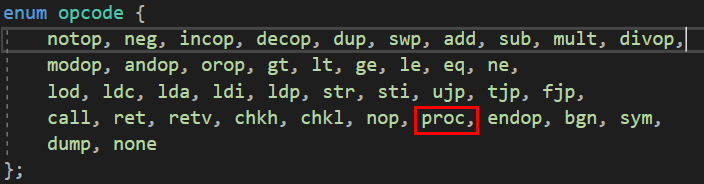 enum opcode {
notop, neg, incop, decop, dup, swp, add, sub, mult, divop,
modop, andop, orop, gt, lt, ge, le, eq, ne,
lod, ldc, lda, ldi, ldp, str, sti, ujp, tjp, fjp,
call, ret, retv, chkh, chkl, nop, proc, endop, bgn, sym,
dump, none
};